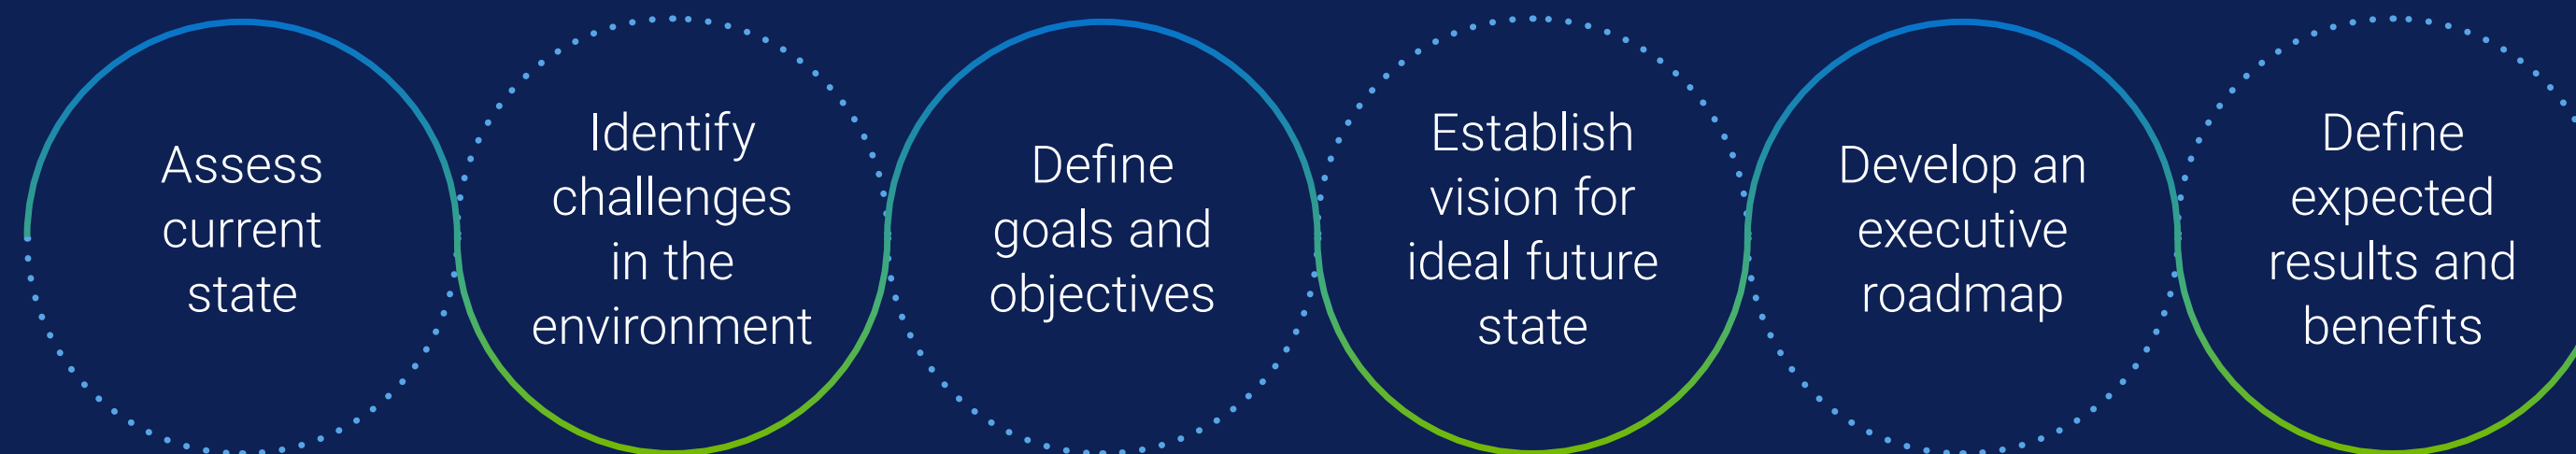 Assess
current
state
Identify
challenges
in the
environment
Define
goals and
objectives
Establish
vision for
ideal future
state
Develop an
executive
roadmap
Define
expected
results and
benefits